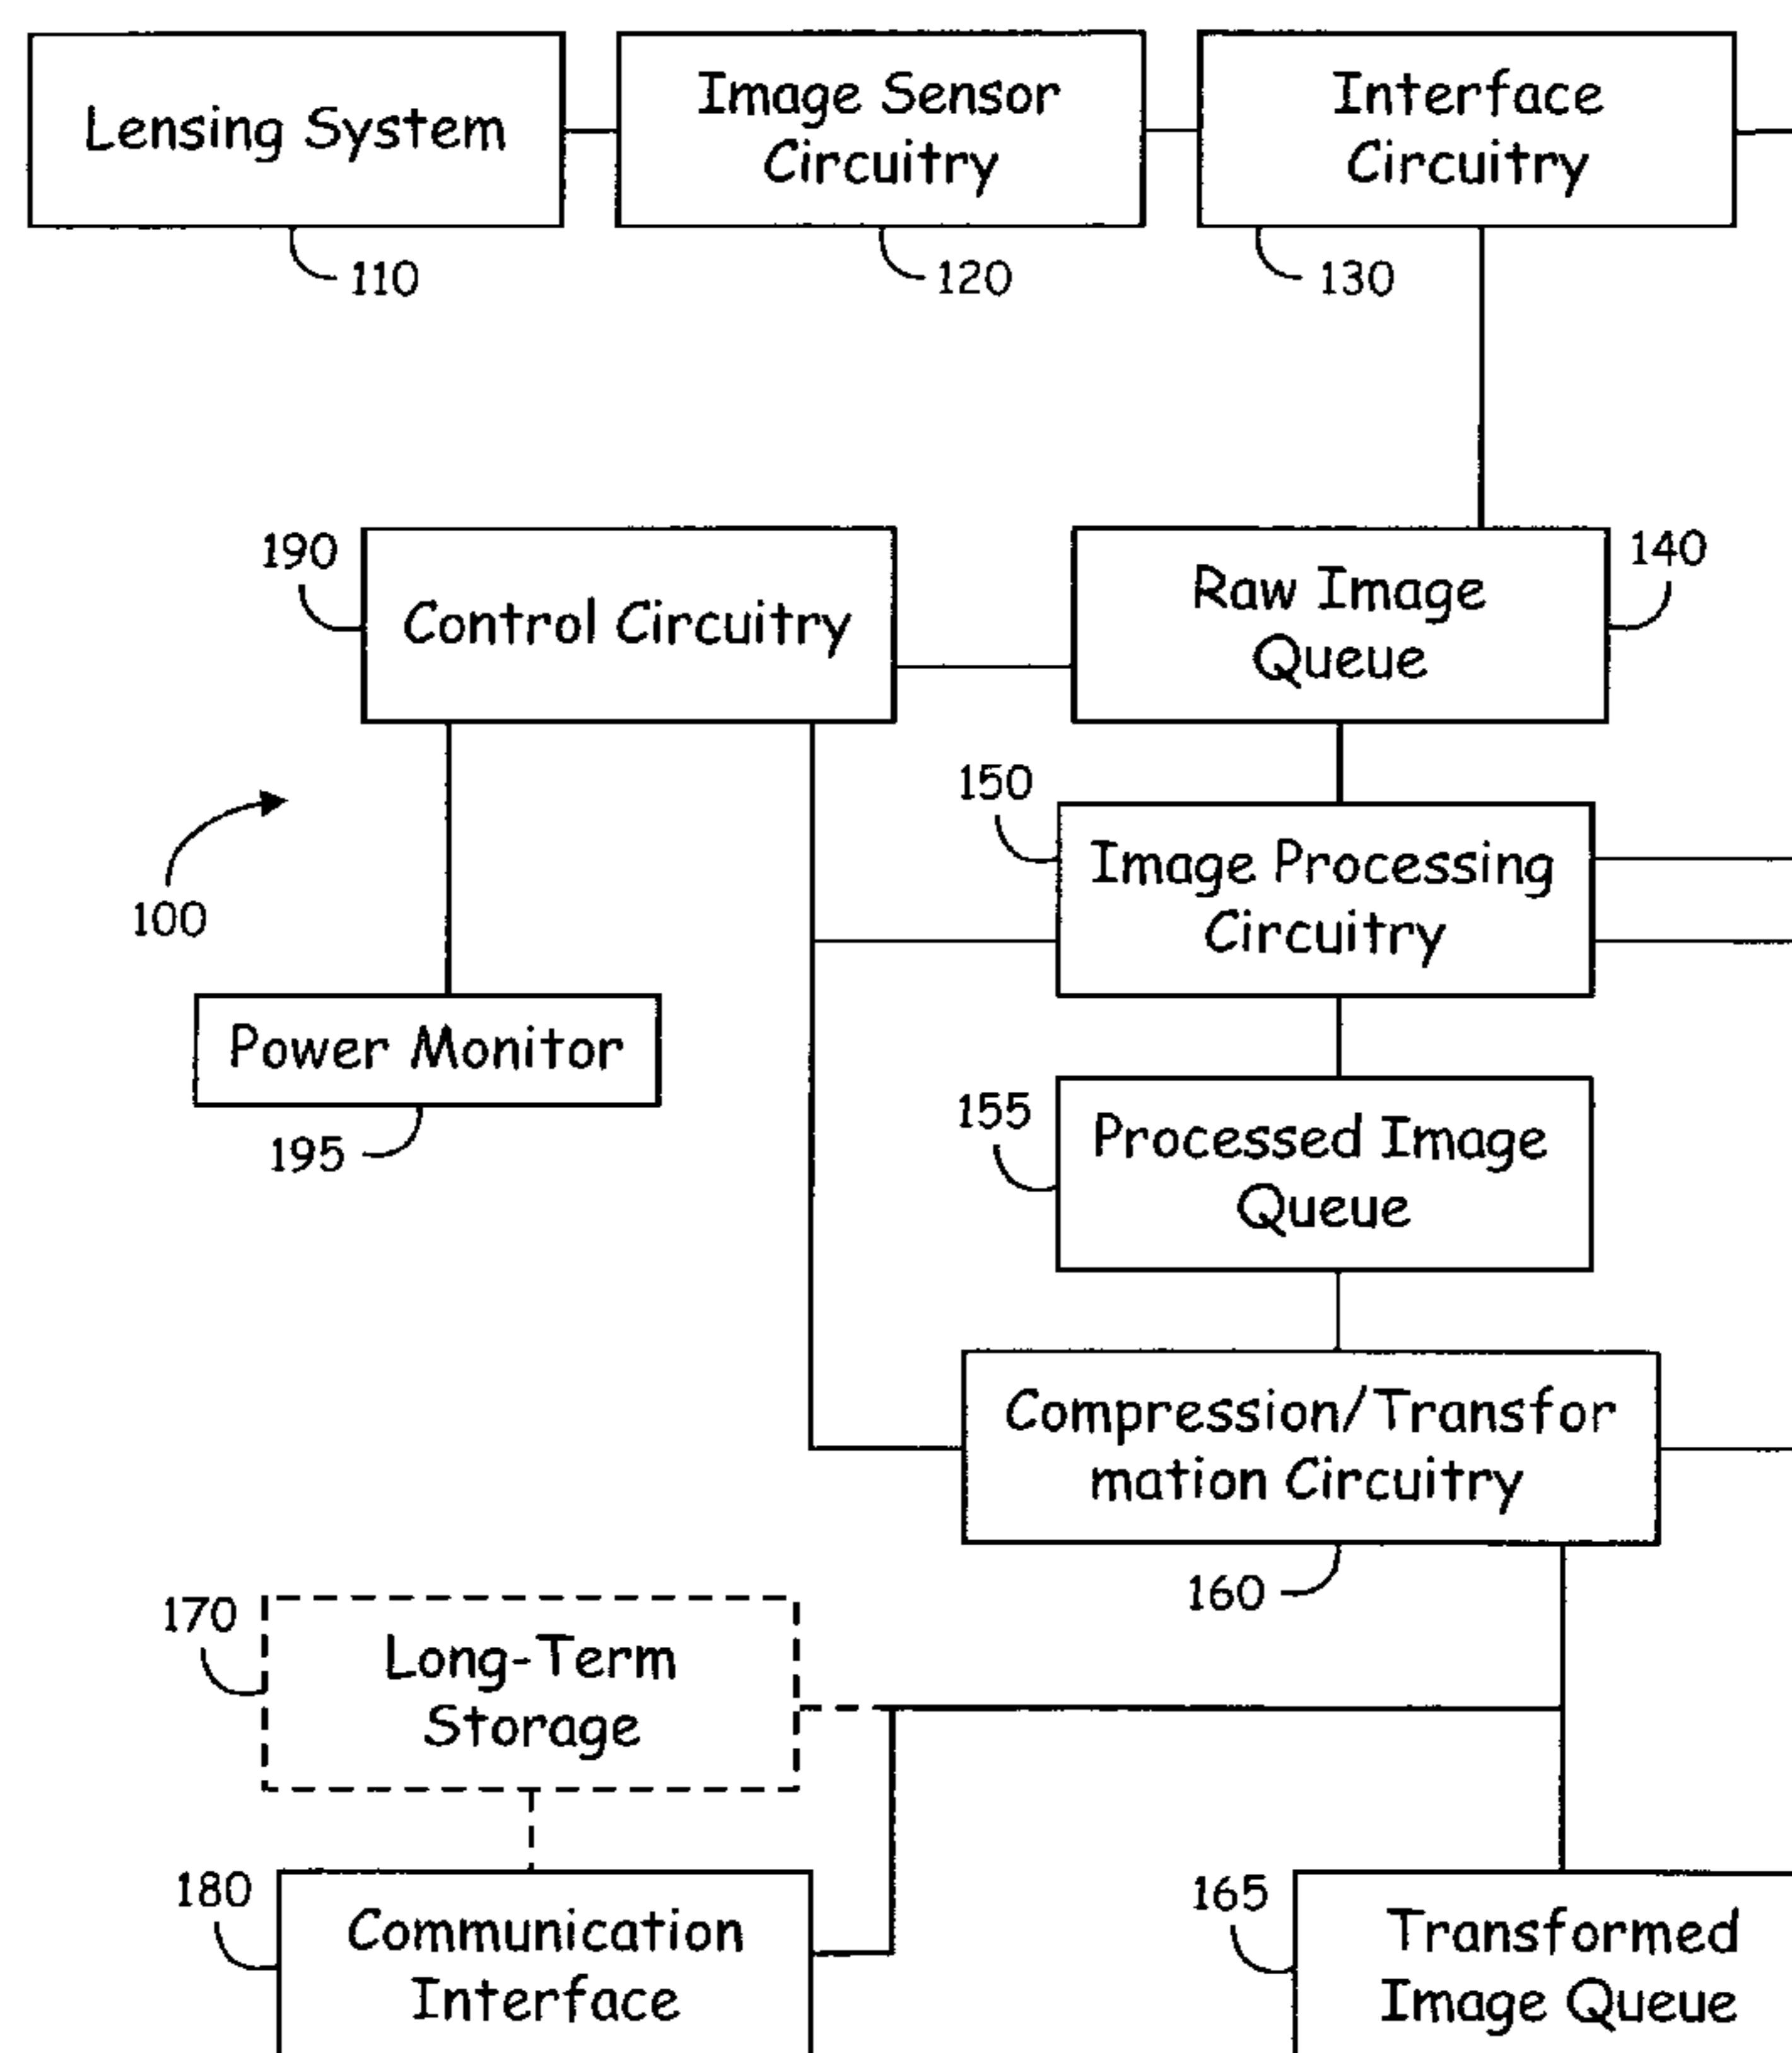 Lensing System
Image Sensor
Circuitry
Interface
Circuitry
110
120
130
190
Control Circuitry
Raw Image
Queue
140
150
Image Processing
Circuitry
100
Power Monitor
195
155
Processed Image
Queue
Compression/Transfor
mation Circuitry
160
170
Long-Term
Storage
180
Communication
Interface
165
Transformed
Image Queue